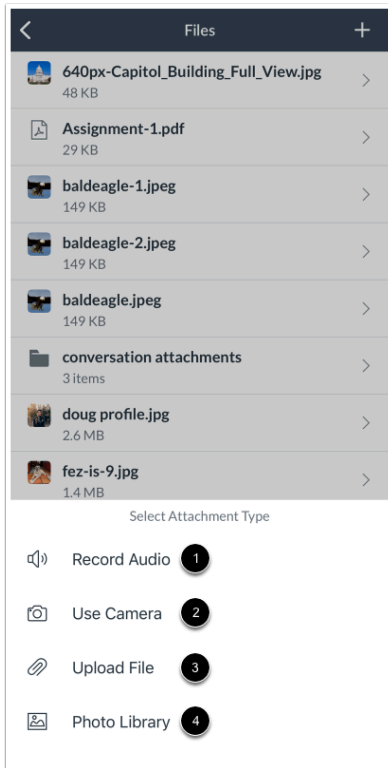 Files
640px-Capitol_Building_Full_View.jpg
48 KB
Assignment-1.pdf
29 KB
baldeagle-1.jpeg
149 KB
baldeagle-2.jpeg
149 KB
baldeagle.jpeg
149 KB
conversation attachments
3 items
doug profile.jpg
2.6 MB
fez-is-9.jpg
1.4 MB
Select Attachment Type
Record Audio 1
Use Camera 2
Upload File 3
Photo Library 4